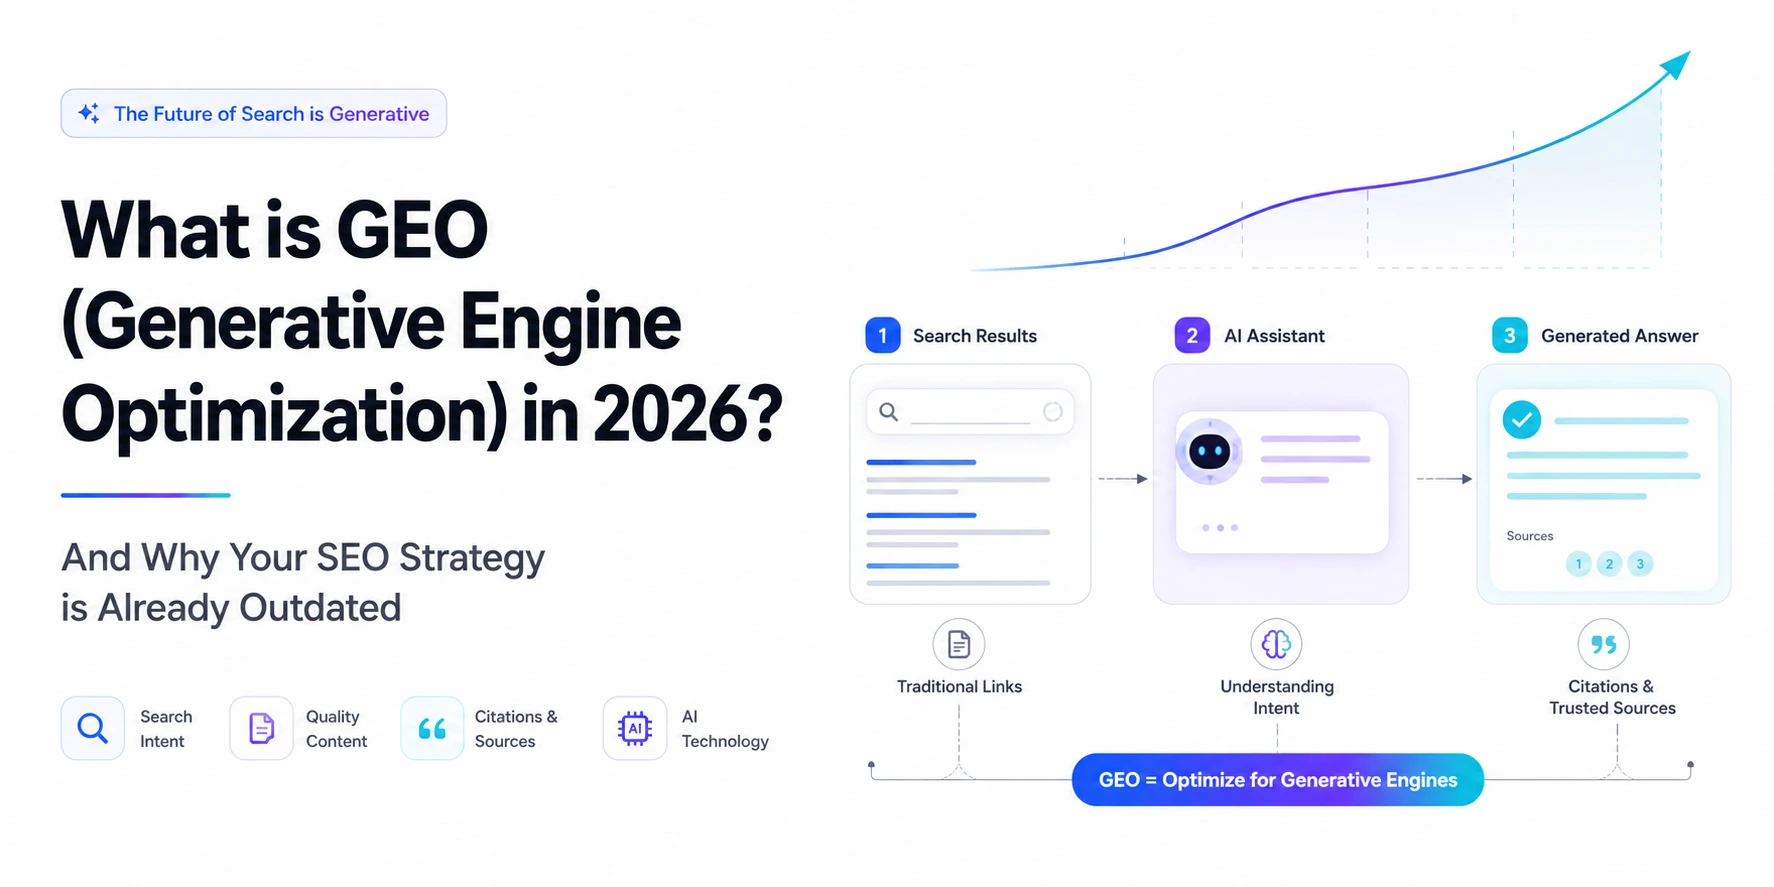 The Future of Search is Generative
What is GEO
(Generative Engine
Optimization) in 2026?
And Why Your SEO Strategy
is Already Outdated
Search
Intent
Quality
Content
Citations &
Sources
AI
AI
Technology
1 Search Results
2 AI Assistant
3 Generated Answer
Sources
1 2 3
Traditional Links
Understanding
Intent
Citations &
Trusted Sources
GEO = Optimize for Generative Engines